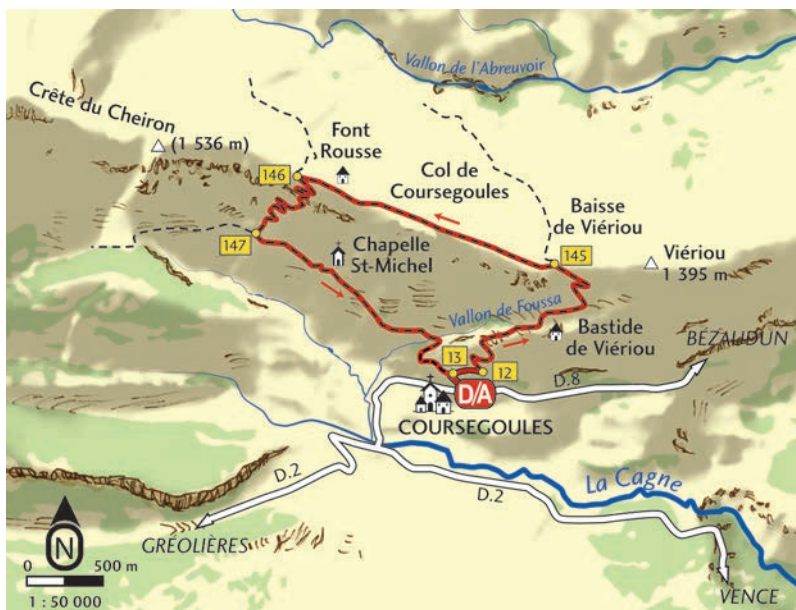 Vallon de l'Abreuvoir
Crête du Cheiron
(1 536 m)
Font
Rousse
146
Col de
Coursegoules
Baisse
de Viériou
147
145
Viériou
1 395 m
Chapelle
St-Michel
Vallon de Foussa
Bastide
de Viériou
BÉZAUDUN
13
12
D.8
D/A
COURSEGOULES
D.2
D.2
La Cagne
GRÉOLIÈRES
VENCE
N
0 500 m
1 : 50 000